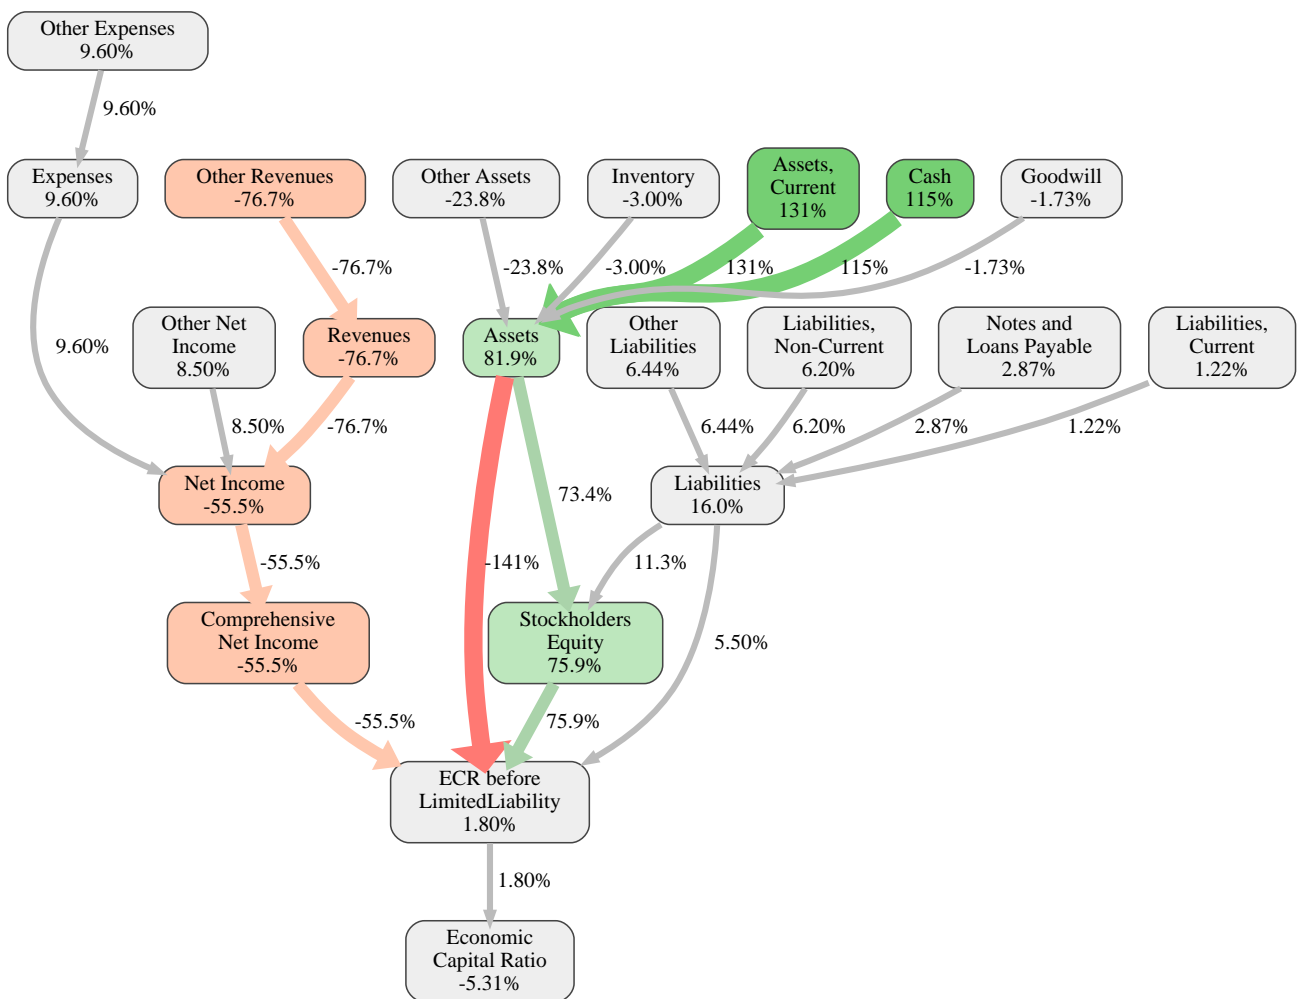 Other Expenses
9.60%
9.60%
Expenses
9.60%
Other Revenues
-76.7%
Other Assets
-23.8%
Inventory
-3.00%
Assets,
Current
131%
Cash
115%
Goodwill
-1.73%
-76.7%
-23.8%
-3.00%
131%
115%
-1.73%
9.60%
Other Net
Income
8.50%
Revenues
-76.7%
Assets
81.9%
Other
Liabilities
6.44%
Liabilities,
Non-Current
6.20%
Notes and
Loans Payable
2.87%
Liabilities,
Current
1.22%
8.50%
-76.7%
6.44%
6.20%
2.87%
1.22%
Net Income
-55.5%
73.4%
Liabilities
16.0%
-55.5%
-141%
11.3%
Comprehensive
Net Income
-55.5%
Stockholders
Equity
75.9%
5.50%
-55.5%
75.9%
ECR before
LimitedLiability
1.80%
1.80%
Economic
Capital Ratio
-5.31%